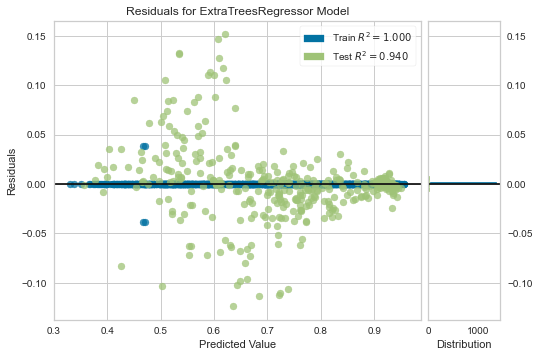 Residuals for ExtraTreesRegressor Model
Train R² = 1.000
Test R² = 0.940
Residuals
0.15
0.10
0.05
0.00
−0.05
−0.10
0.15
0.10
0.05
0.00
−0.05
−0.10
0.3 0.4 0.5 0.6 0.7 0.8 0.9
0 1000
Predicted Value
Distribution